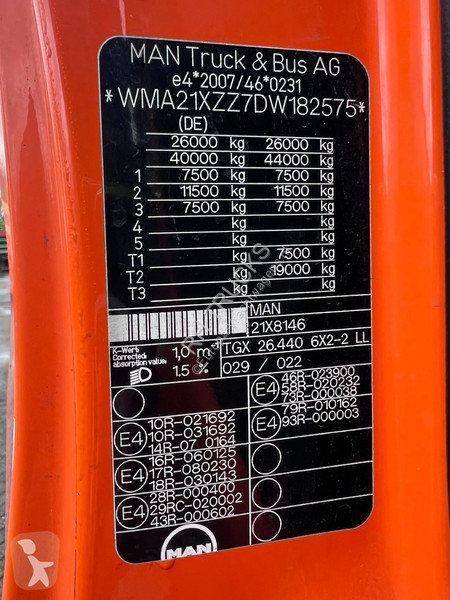 MAN Truck & Bus AG
e4*2007/46*0231
*WMA21XZZ7DW182575*
(DE)
26000 kg 26000 kg
40000 kg 44000 kg
1 7500 kg 7500 kg
2 11500 kg 11500 kg
3 7500 kg 7500 kg
4 kg kg
5 kg kg
T1 kg 7500 kg
T2 kg 19000 kg
T3 kg kg
MAN
21X8146
K-Wert: Corrected absorption value: 1,0 m-1 TGX 26.440 6X2-2 LL
1.5 % 029 / 022
E4 46R-023900
58R-020232
73R-000038
E4 79R-010162
93R-000003
E4 10R-021692
10R-031692
14R-07 0164
E4 16R-060125
17R-080230
18R-030143
E4 28R-000400
29RC-020002
43R-000602
MAN